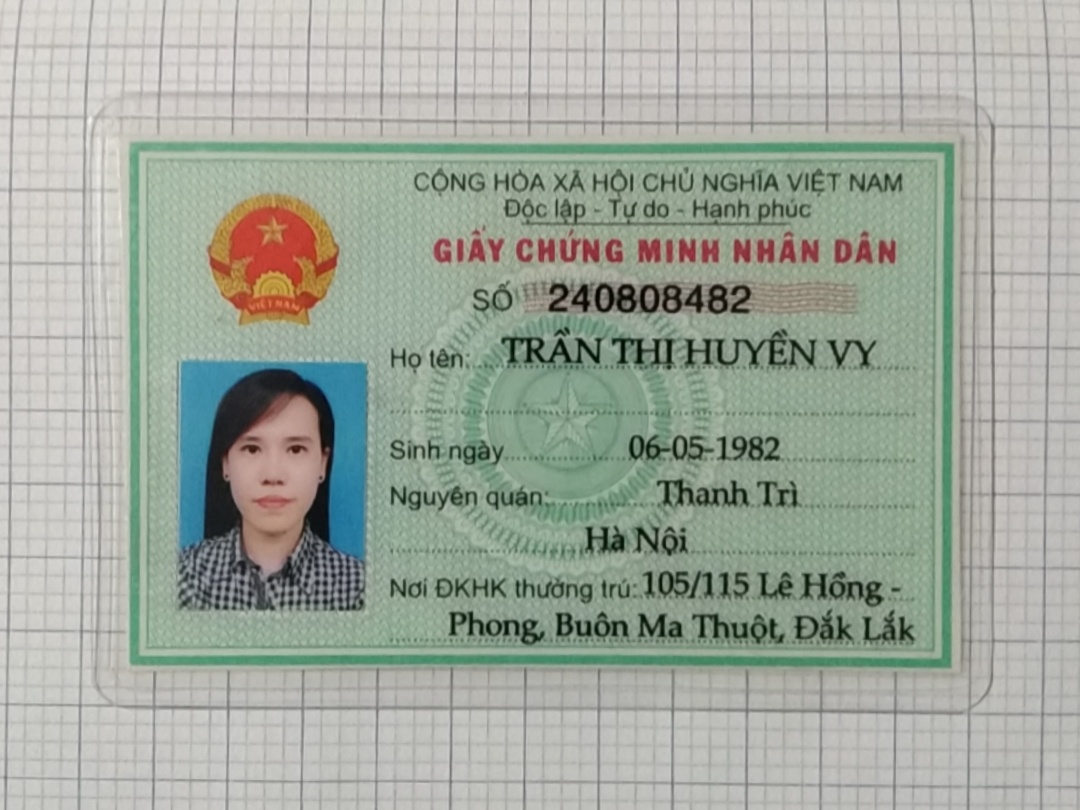 CỘNG HÒA XÃ HỘI CHỦ NGHĨA VIỆT NAM
Độc lập - Tự do - Hạnh phúc
GIẤY CHỨNG MINH NHÂN DÂN
SỐ 240808482
VIỆT NAM
Họ tên: TRẦN THỊ HUYỀN VY
Sinh ngày 06-05-1982
Nguyên quán: Thanh Trì
Hà Nội
Nơi ĐKHK thường trú: 105/115 Lê Hồng -
Phong, Buôn Ma Thuột, Đắk Lắk